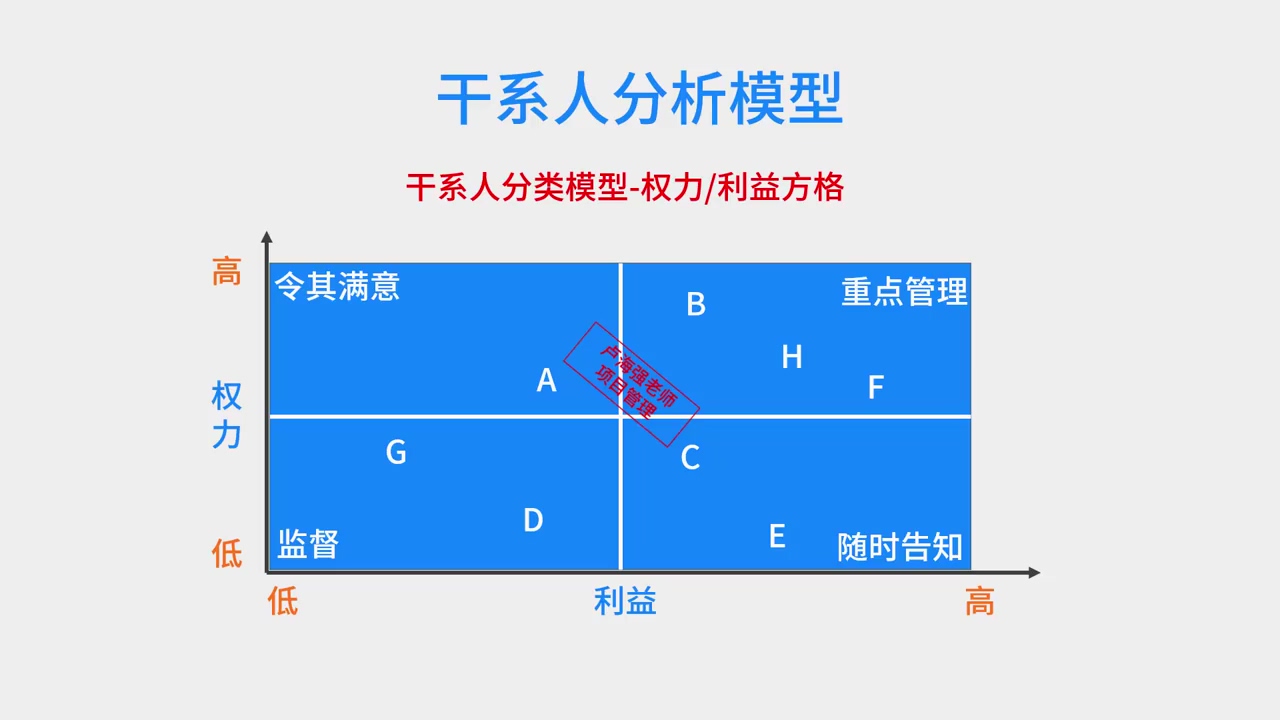 干系人分析模型
干系人分类模型-权力/利益方格
高
令其满意
重点管理
B
H
A
F
卢海强老师
项目管理
权
力
G
C
D
E
监督
随时告知
低
低
利益
高